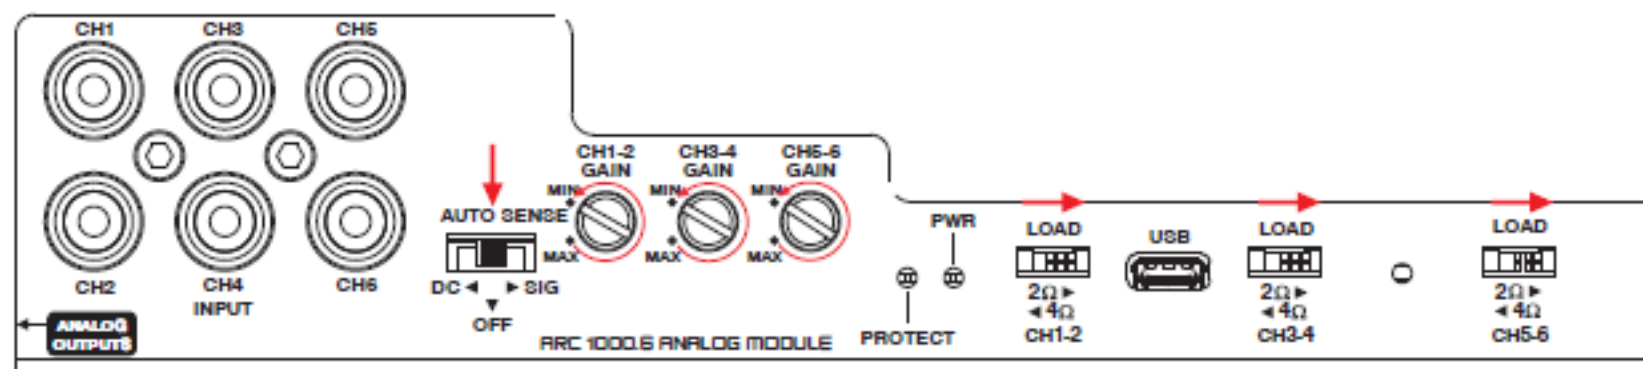 CH1
CH3
CH5
CH2
CH4
CH6
INPUT
ANALOG
OUTPUTS
AUTO SENSE
DC ◄ ► SIG
▼
OFF
CH1-2
GAIN
MIN
MAX
CH3-4
GAIN
MIN
MAX
CH5-6
GAIN
MIN
MAX
ARC 1000.6 ANALOG MODULE
PWR
PROTECT
LOAD
2Ω ►
◄ 4Ω
CH1-2
USB
LOAD
2Ω ►
◄ 4Ω
CH3-4
LOAD
2Ω ►
◄ 4Ω
CH5-6